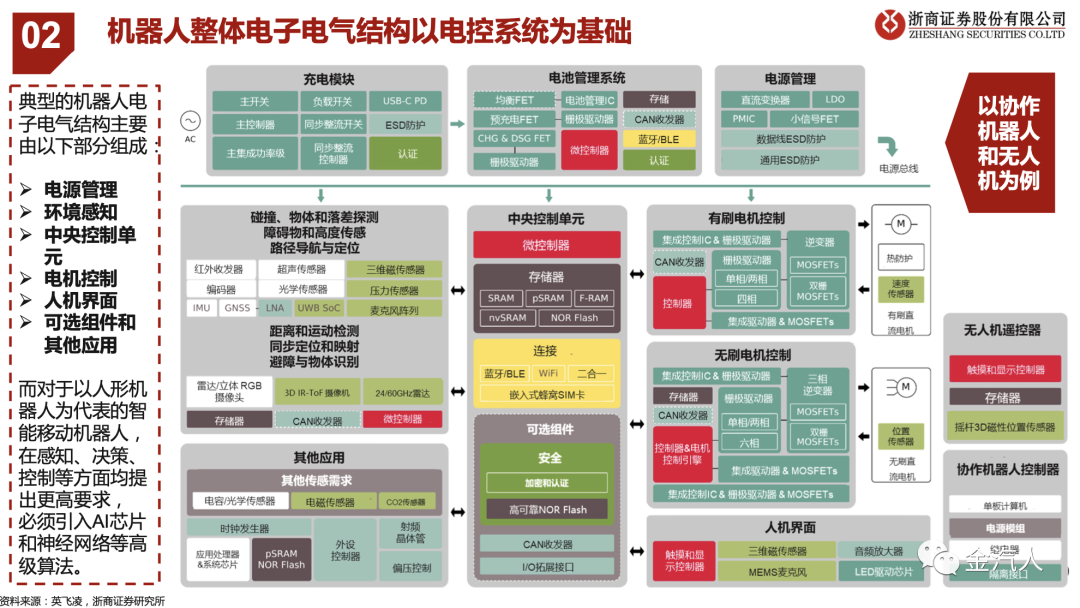 02
机器人整体电子电气结构以电控系统为基础
浙商证券股份有限公司
ZHESHANG SECURITIES CO.LTD
典型的机器人电
子电气结构主要
由以下部分组成：
电源管理
环境感知
中央控制单
元
电机控制
人机界面
可选组件和
其他应用
而对于以人形机
器人为代表的智
能移动机器人，
在感知、决策、
控制等方面均提
出更高要求，
必须引入AI芯片
和神经网络等高
级算法。
AC
充电模块
主开关
负载开关
USB-C PD
主控制器
同步整流开关
ESD防护
主集成功率级
同步整流
控制器
认证
电池管理系统
均衡FET
电池管理IC
存储
预充电FET
栅极驱动器
CAN收发器
CHG & DSG FET
微控制器
蓝牙/BLE
栅极驱动器
认证
电源管理
直流变换器
LDO
PMIC
小信号FET
数据线ESD防护
通用ESD防护
电源总线
以协作
机器人
和无人
机为例
碰撞、物体和落差探测
障碍物和高度传感
路径导航与定位
红外收发器
超声传感器
三维磁传感器
编码器
光学传感器
压力传感器
IMU
GNSS
LNA
UWB SoC
麦克风阵列
距离和运动检测
同步定位和映射
避障与物体识别
雷达/立体 RGB
摄像头
3D IR-ToF 摄像机
24/60GHz雷达
存储器
CAN收发器
微控制器
其他应用
其他传感需求
电容/光学传感器
电磁传感器
CO2传感器
时钟发生器
外设
控制器
射频
晶体管
应用处理器
&系统芯片
pSRAM
NOR Flash
偏压控制
中央控制单元
微控制器
存储器
SRAM
pSRAM
F-RAM
nvSRAM
NOR Flash
连接
蓝牙/BLE
WiFi
二合一
嵌入式蜂窝SIM卡
可选组件
安全
加密和认证
高可靠NOR Flash
CAN收发器
I/O拓展接口
有刷电机控制
集成控制IC & 栅极驱动器
逆变器
CAN收发器
栅极驱动器
MOSFETs
单相/两相
控制器
四相
双栅
MOSFETs
集成驱动器 & MOSFETs
M
热防护
速度
传感器
有刷直
流电机
无刷电机控制
集成控制IC & 栅极驱动器
三相
逆变器
存储器
栅极驱动器
CAN收发器
MOSFETs
单相/两相
控制器&电机
控制引擎
六相
双栅
MOSFETs
集成驱动器 & MOSFETs
集成控制IC & 栅极驱动器 & MOSFETs
M
位置
传感器
无刷直
流电机
人机界面
触摸和显
示控制器
三维磁传感器
音频放大器
MEMS麦克风
LED驱动芯片
无人机遥控器
触摸和显示控制器
存储器
摇杆3D磁性位置传感器
协作机器人控制器
单板计算机
电源模组
继电器
隔离接口
金汽人
资料来源：英飞凌，浙商证券研究所